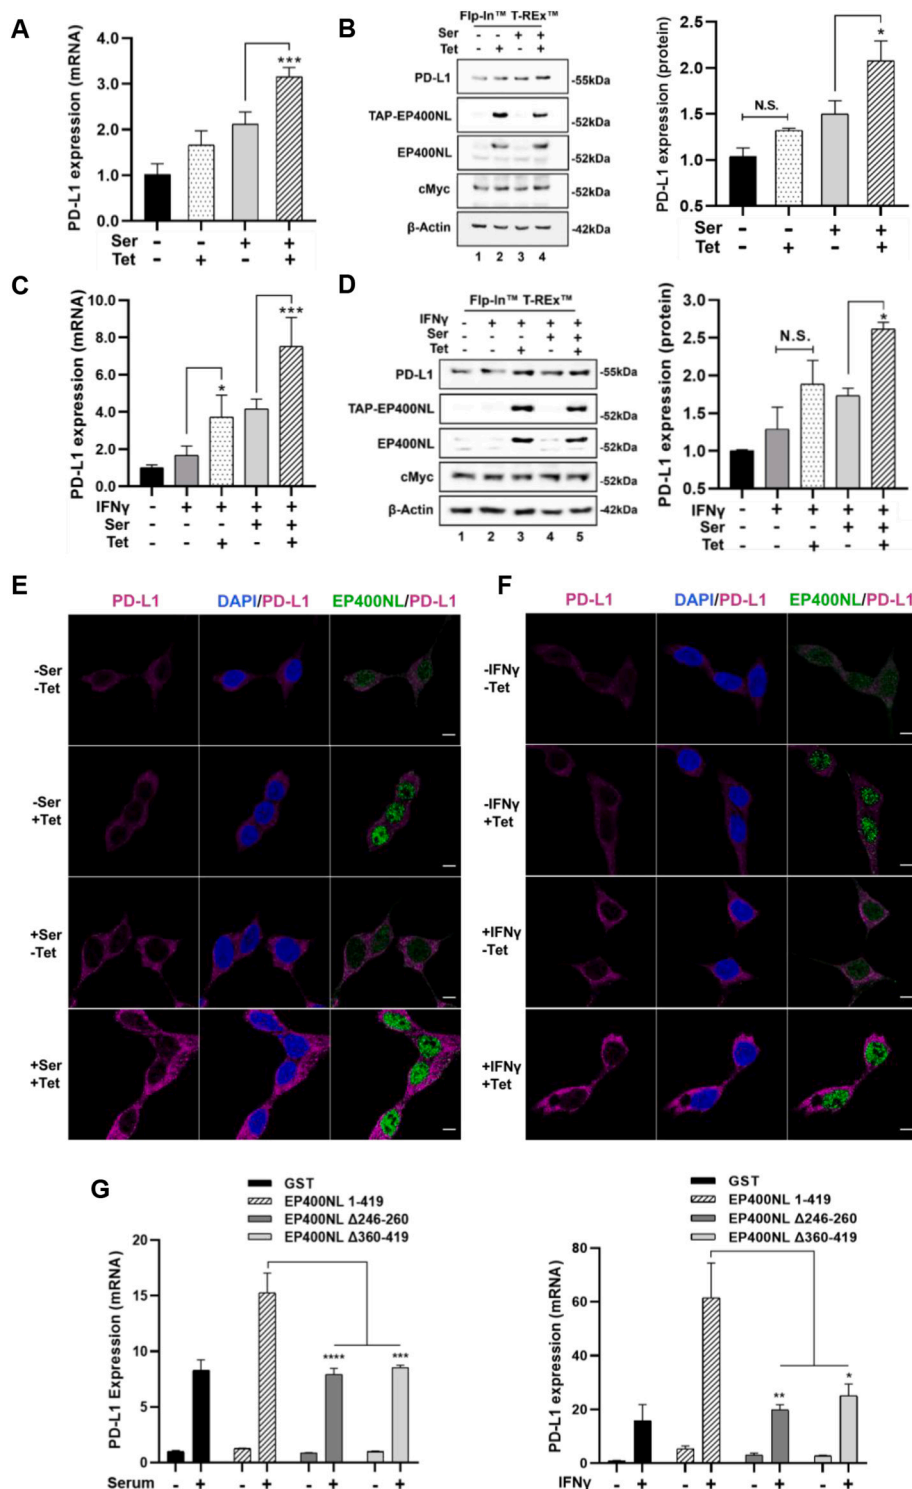 A
PD-L1 expression (mRNA)
4.0
3.0
2.0
1.0
0.0
***
Ser - - + +
Tet - + - +
B
Flp-In™ T-REx™
Ser - - + +
Tet - + - +
PD-L1
-55kDa
TAP-EP400NL
-52kDa
EP400NL
-52kDa
cMyc
-52kDa
β-Actin
-42kDa
1 2 3 4
PD-L1 expression (protein)
2.5
2.0
1.5
1.0
0.5
N.S.
*
Ser - - + +
Tet - + - +
C
PD-L1 expression (mRNA)
10.0
8.0
6.0
4.0
2.0
0.0
*
***
IFNγ - + + + +
Ser - - - + +
Tet - - + - +
D
Flp-In™ T-REx™
IFNγ - + + + +
Ser - - - + +
Tet - - + - +
PD-L1
-55kDa
TAP-EP400NL
-52kDa
EP400NL
-52kDa
cMyc
-52kDa
β-Actin
-42kDa
1 2 3 4 5
PD-L1 expression (protein)
3.0
2.5
2.0
1.5
1.0
0.5
N.S.
*
IFNγ - + + + +
Ser - - - + +
Tet - - + - +
E
PD-L1 DAPI/PD-L1 EP400NL/PD-L1
-Ser
-Tet
-Ser
+Tet
+Ser
-Tet
+Ser
+Tet
F
PD-L1 DAPI/PD-L1 EP400NL/PD-L1
-IFNγ
-Tet
-IFNγ
+Tet
+IFNγ
-Tet
+IFNγ
+Tet
G
GST
EP400NL 1-419
EP400NL Δ246-260
EP400NL Δ360-419
PD-L1 Expression (mRNA)
20
15
10
5
0
****
***
Serum - + - + - + - +
GST
EP400NL 1-419
EP400NL Δ246-260
EP400NL Δ360-419
PD-L1 expression (mRNA)
80
60
40
20
0
**
*
IFNγ - + - + - + - +